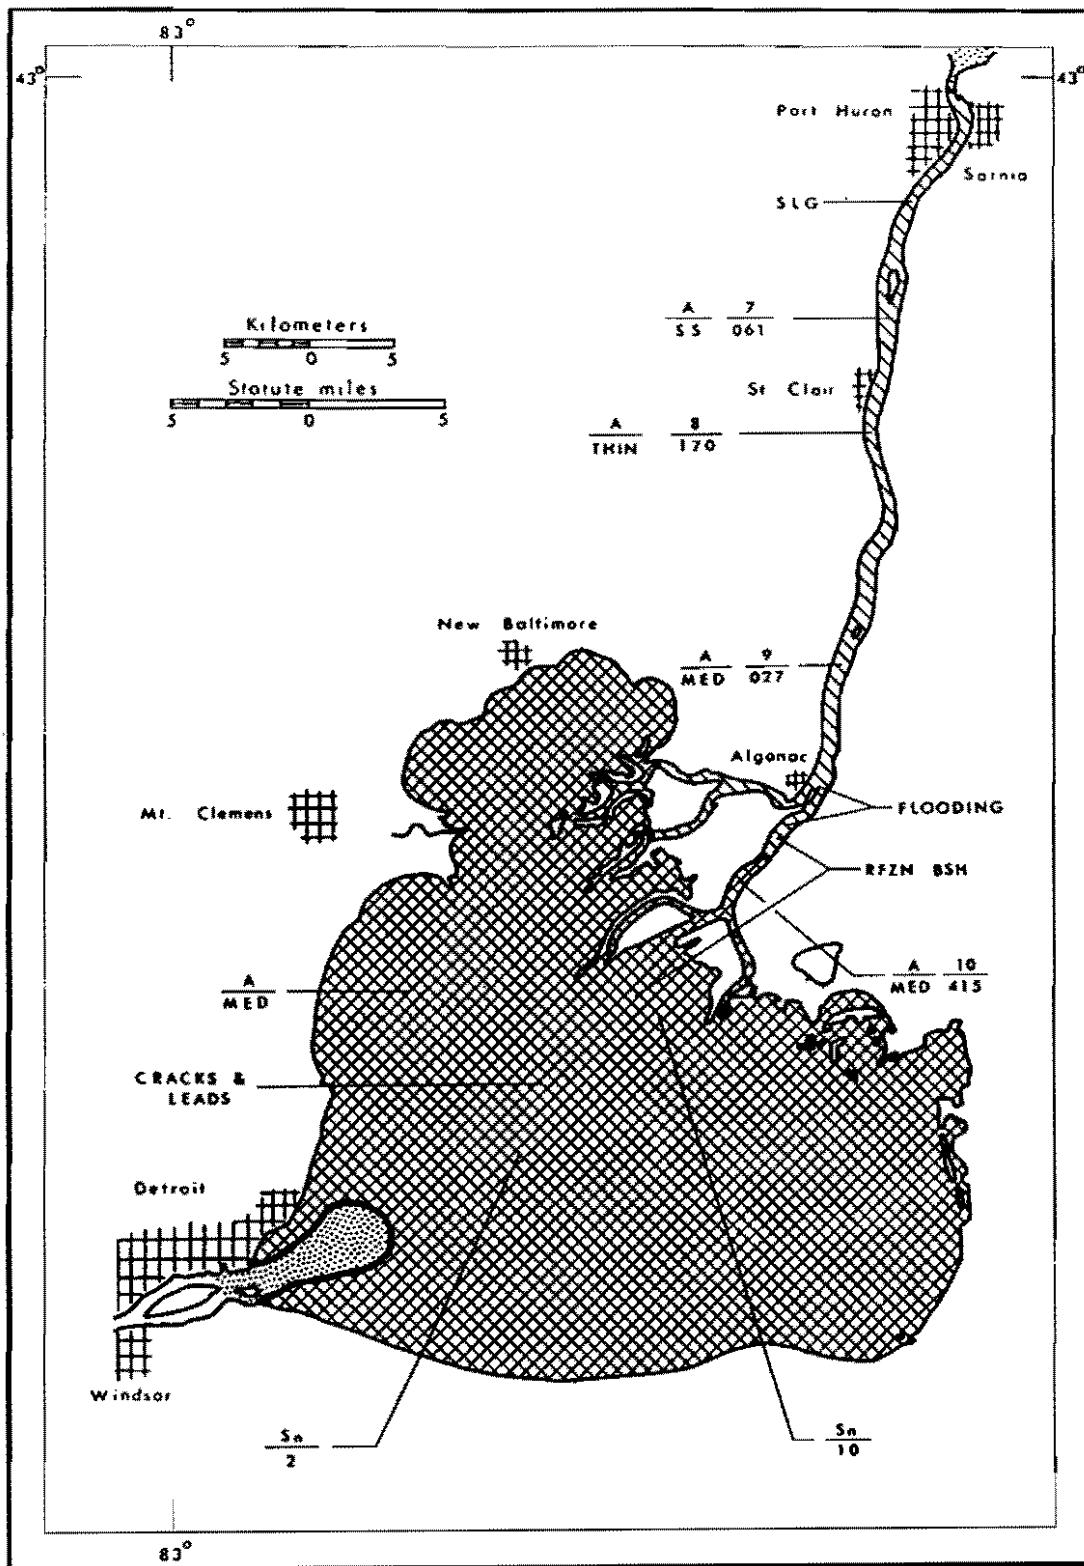 83°
43°
43°
Port Huron
Sarnia
SLG
A 7
SS 061
Kilometers
5 0 5
Statute miles
5 0 5
St Clair
A 8
THIN 170
New Baltimore
A 9
MED 027
Algonac
Mt. Clemens
FLOODING
RFZN BSH
A
MED
A 10
MED 415
CRACKS &
LEADS
Detroit
Windsor
Sn
2
Sn
10
83°